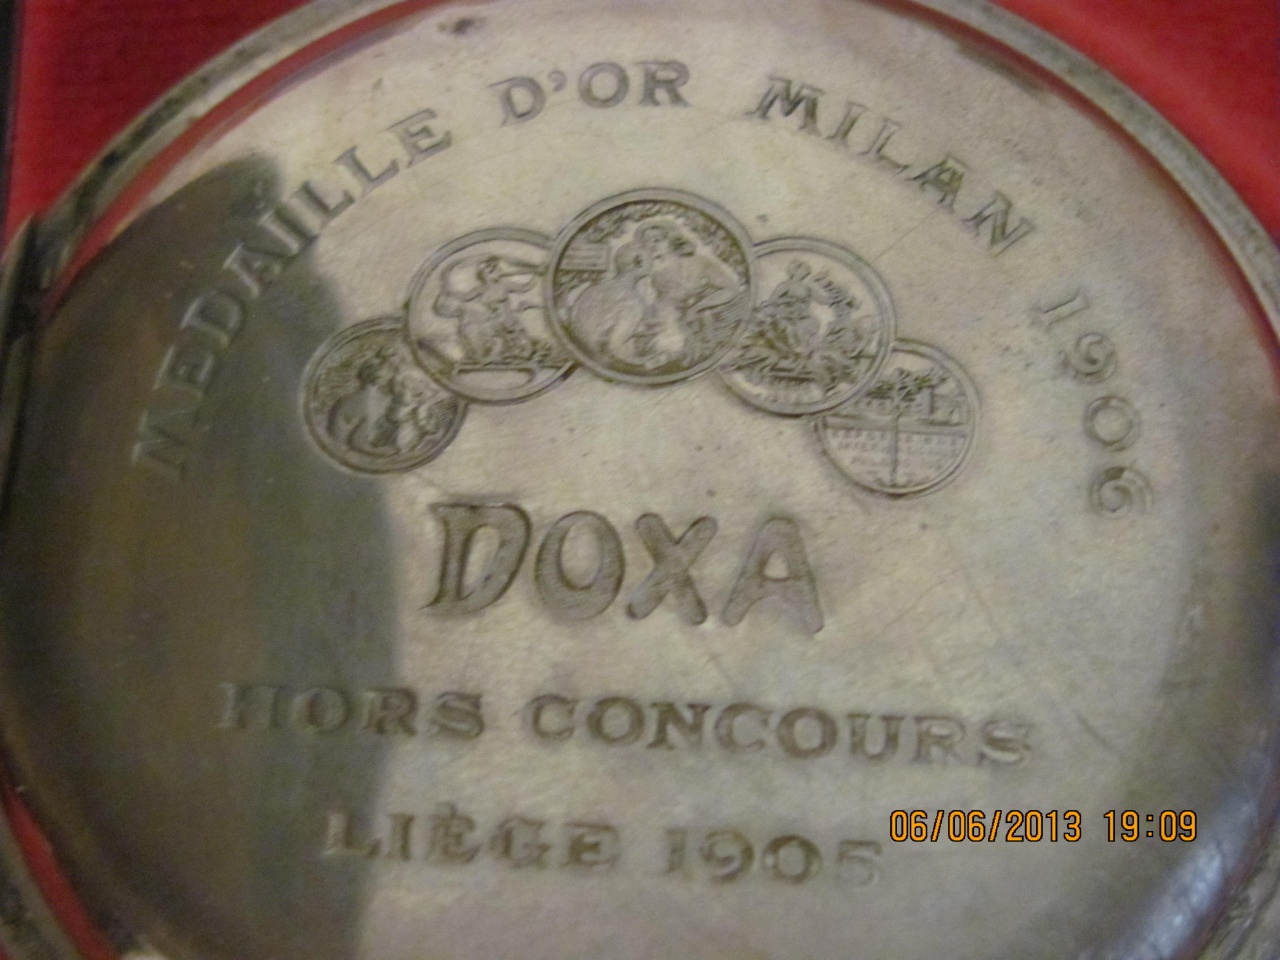 MEDAILLE D'OR MILAN 1906
DOXA
HORS CONCOURS
LIÈGE 1905
06/06/2013 19:09